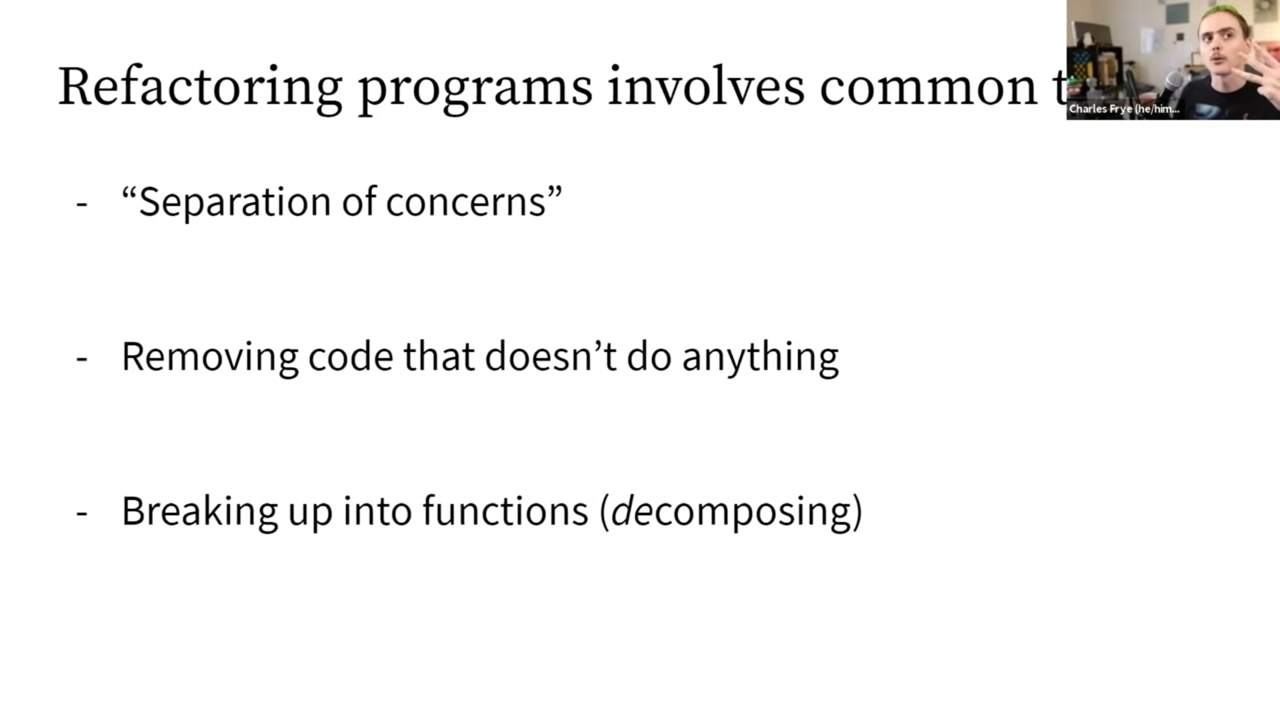 Refactoring programs involves common t
- “Separation of concerns”
- Removing code that doesn’t do anything
- Breaking up into functions (decomposing)
Charles Frye (he/him...